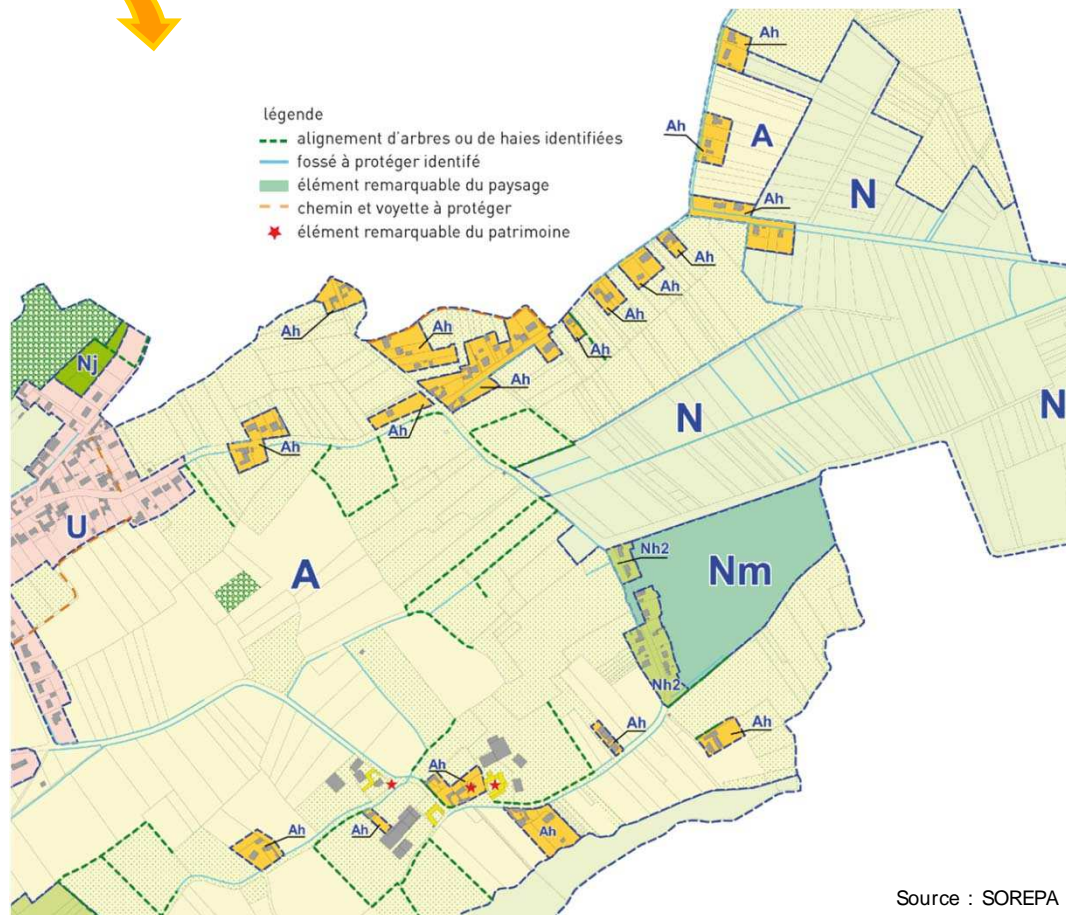 Ah
légende
alignement d'arbres ou de haies identifiées
fossé à protéger identifié
élément remarquable du paysage
chemin et voyette à protéger
élément remarquable du patrimoine
Ah
A
N
Ah
Ah
Ah
Ah
Ah
Ah
Ah
Ah
Nj
Ah
Ah
N
N
Ah
U
A
Nh2
Nm
Nh2
Ah
Ah
Ah
Ah
Ah
Ah
Source : SOREPA